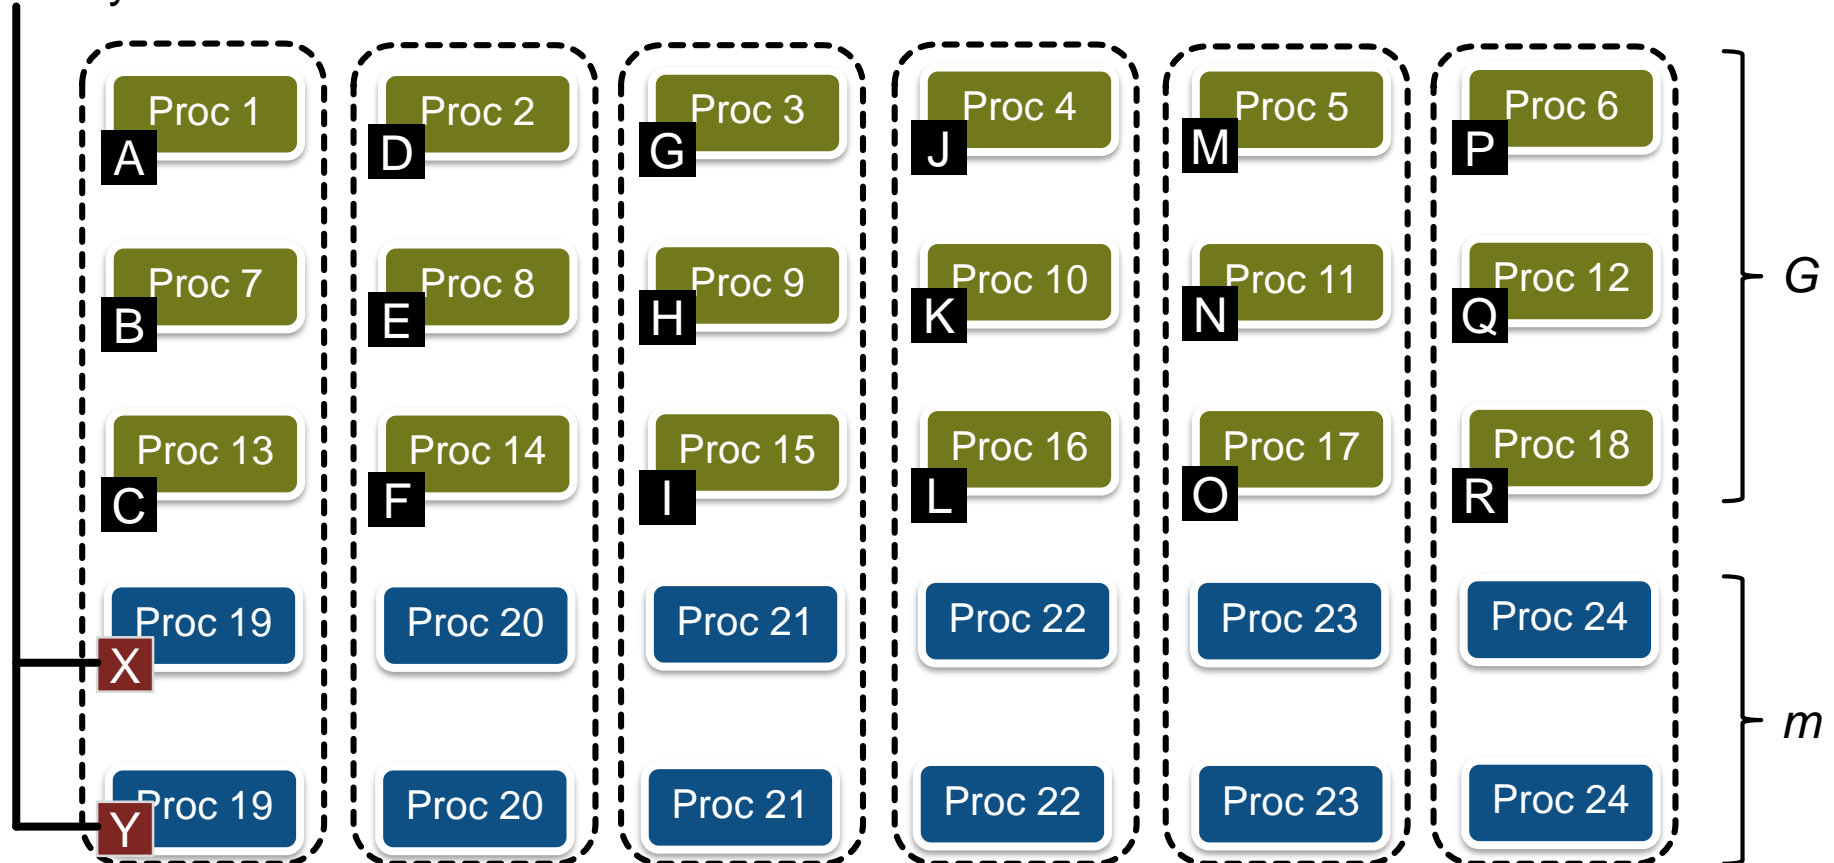 Proc 1 Proc 2 Proc 3 Proc 4 Proc 5 Proc 6
A D G J M P
Proc 7 Proc 8 Proc 9 Proc 10 Proc 11 Proc 12 G
B E H K N Q
Proc 13 Proc 14 Proc 15 Proc 16 Proc 17 Proc 18
C F I L O R
Proc 19 Proc 20 Proc 21 Proc 22 Proc 23 Proc 24
X
m
Proc 19 Proc 20 Proc 21 Proc 22 Proc 23 Proc 24
Y